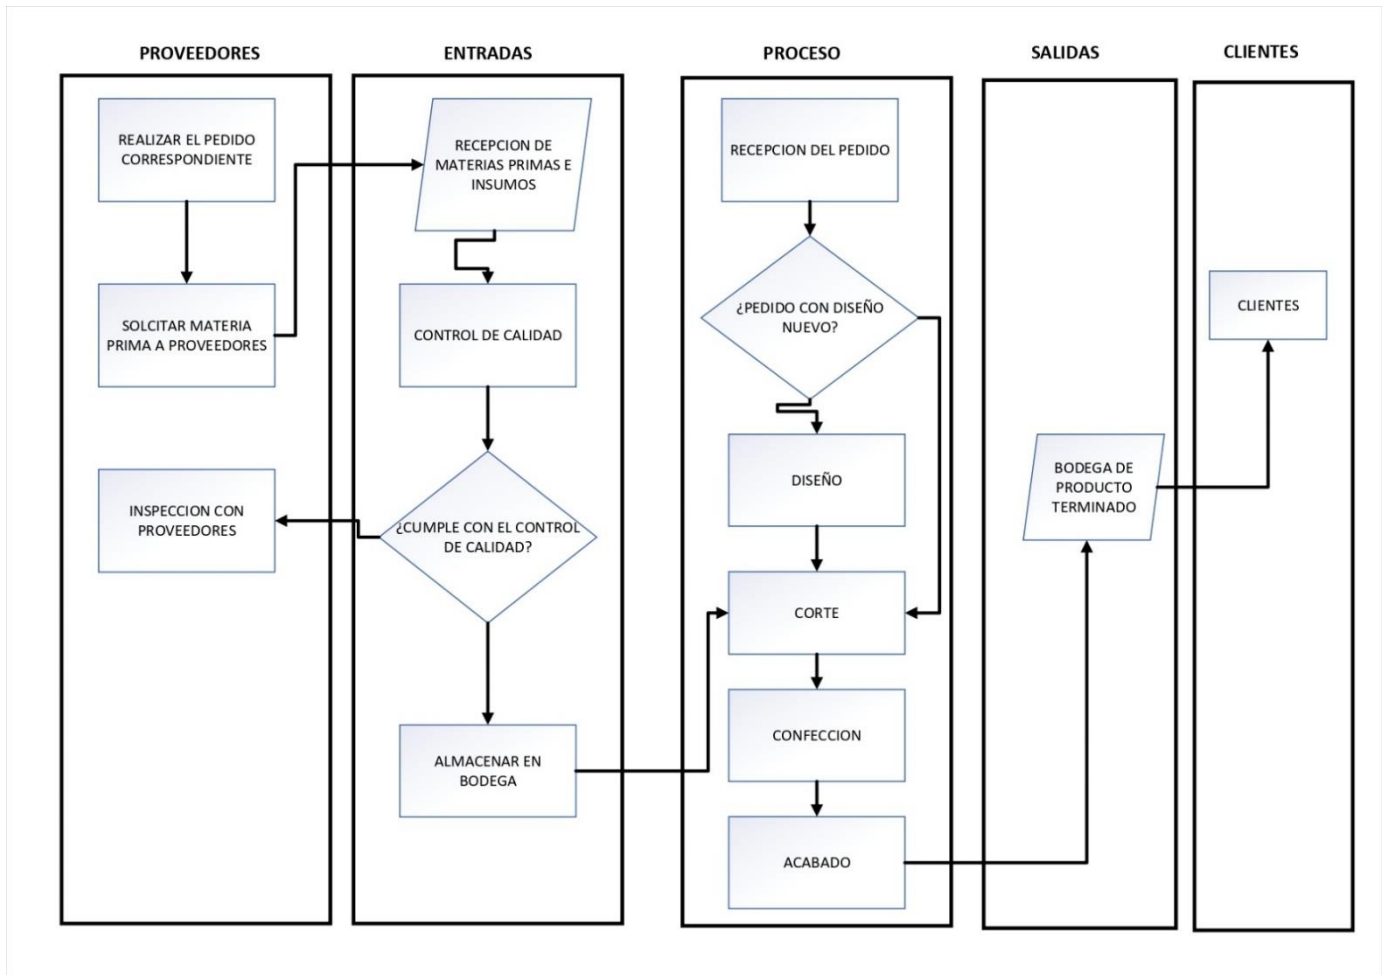 PROVEEDORES
REALIZAR EL PEDIDO
CORRESPONDIENTE
SOLCITAR MATERIA
PRIMA A PROVEEDORES
INSPECCION CON
PROVEEDORES
ENTRADAS
RECEPCION DE
MATERIAS PRIMAS E
INSUMOS
CONTROL DE CALIDAD
¿CUMPLE CON EL CONTROL
DE CALIDAD?
ALMACENAR EN
BODEGA
PROCESO
RECEPCION DEL PEDIDO
¿PEDIDO CON DISEÑO
NUEVO?
DISEÑO
CORTE
CONFECCION
ACABADO
SALIDAS
BODEGA DE
PRODUCTO
TERMINADO
CLIENTES
CLIENTES